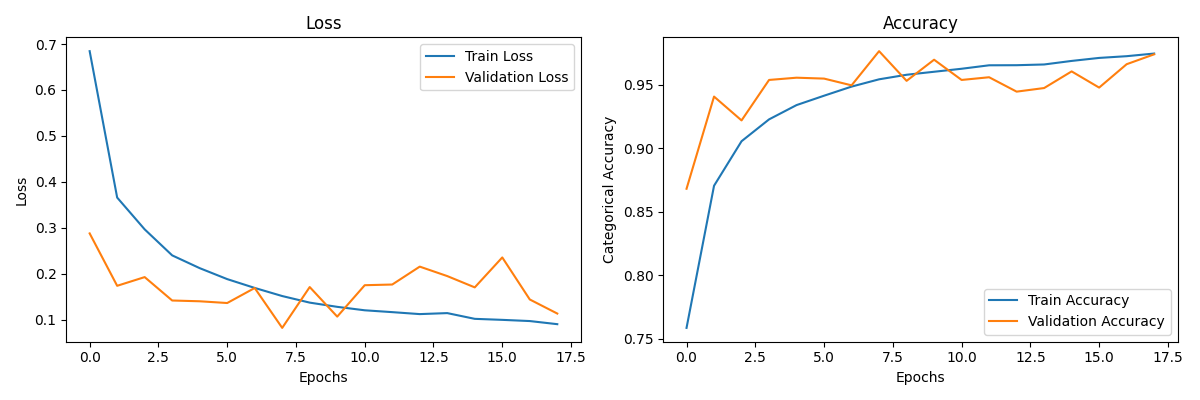 Loss
Train Loss
Validation Loss
0.7
0.6
0.5
0.4
0.3
0.2
0.1
Loss
0.0
2.5
5.0
7.5
10.0
12.5
15.0
17.5
Epochs
Accuracy
0.95
0.90
0.85
0.80
0.75
Categorical Accuracy
Train Accuracy
Validation Accuracy
0.0
2.5
5.0
7.5
10.0
12.5
15.0
17.5
Epochs